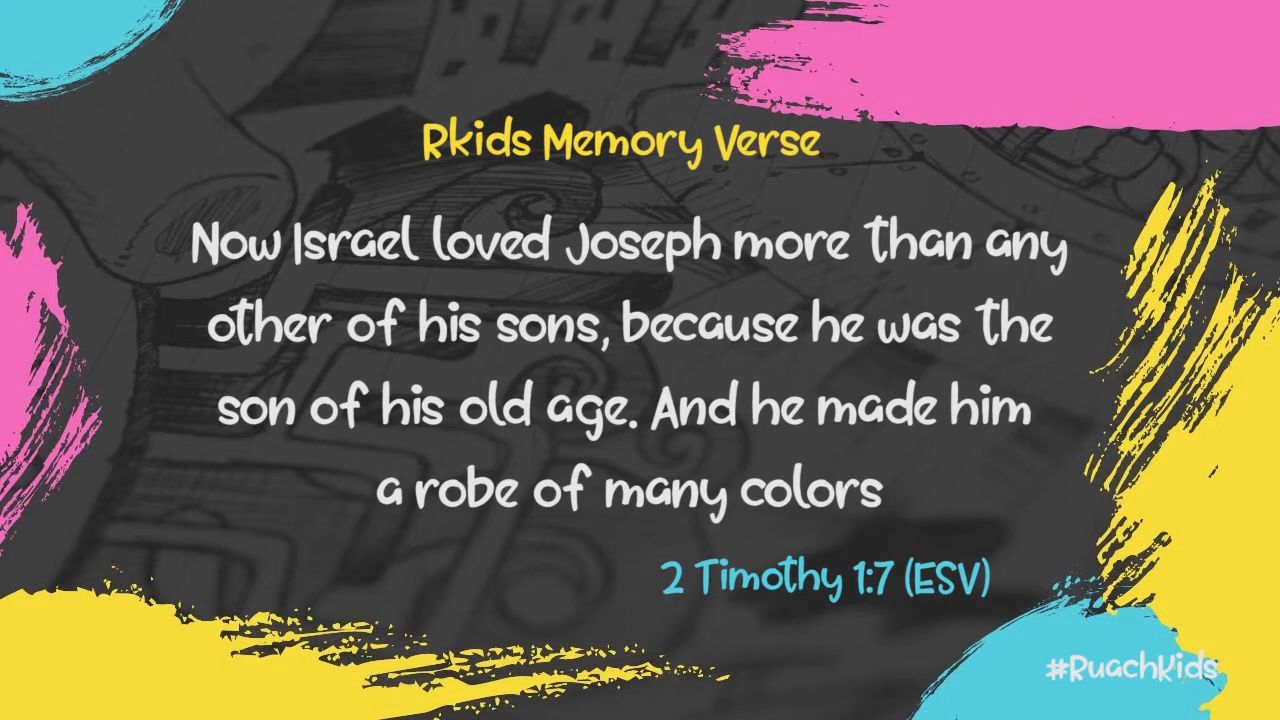 Rkids Memory Verse
Now Israel loved Joseph more than any
other of his sons, because he was the
son of his old age. And he made him
a robe of many colors
2 Timothy 1:7 (ESV)
#RuachKids